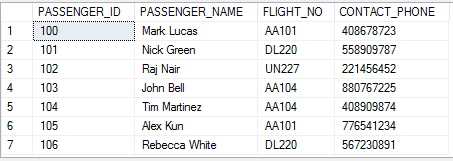 PASSENGER_ID PASSENGER_NAME FLIGHT_NO CONTACT_PHONE
1 100 Mark Lucas AA101 408678723
2 101 Nick Green DL220 558909787
3 102 Raj Nair UN227 221456452
4 103 John Bell AA104 880767225
5 104 Tim Martinez AA104 408909874
6 105 Alex Kun AA101 776541234
7 106 Rebecca White DL220 567230891